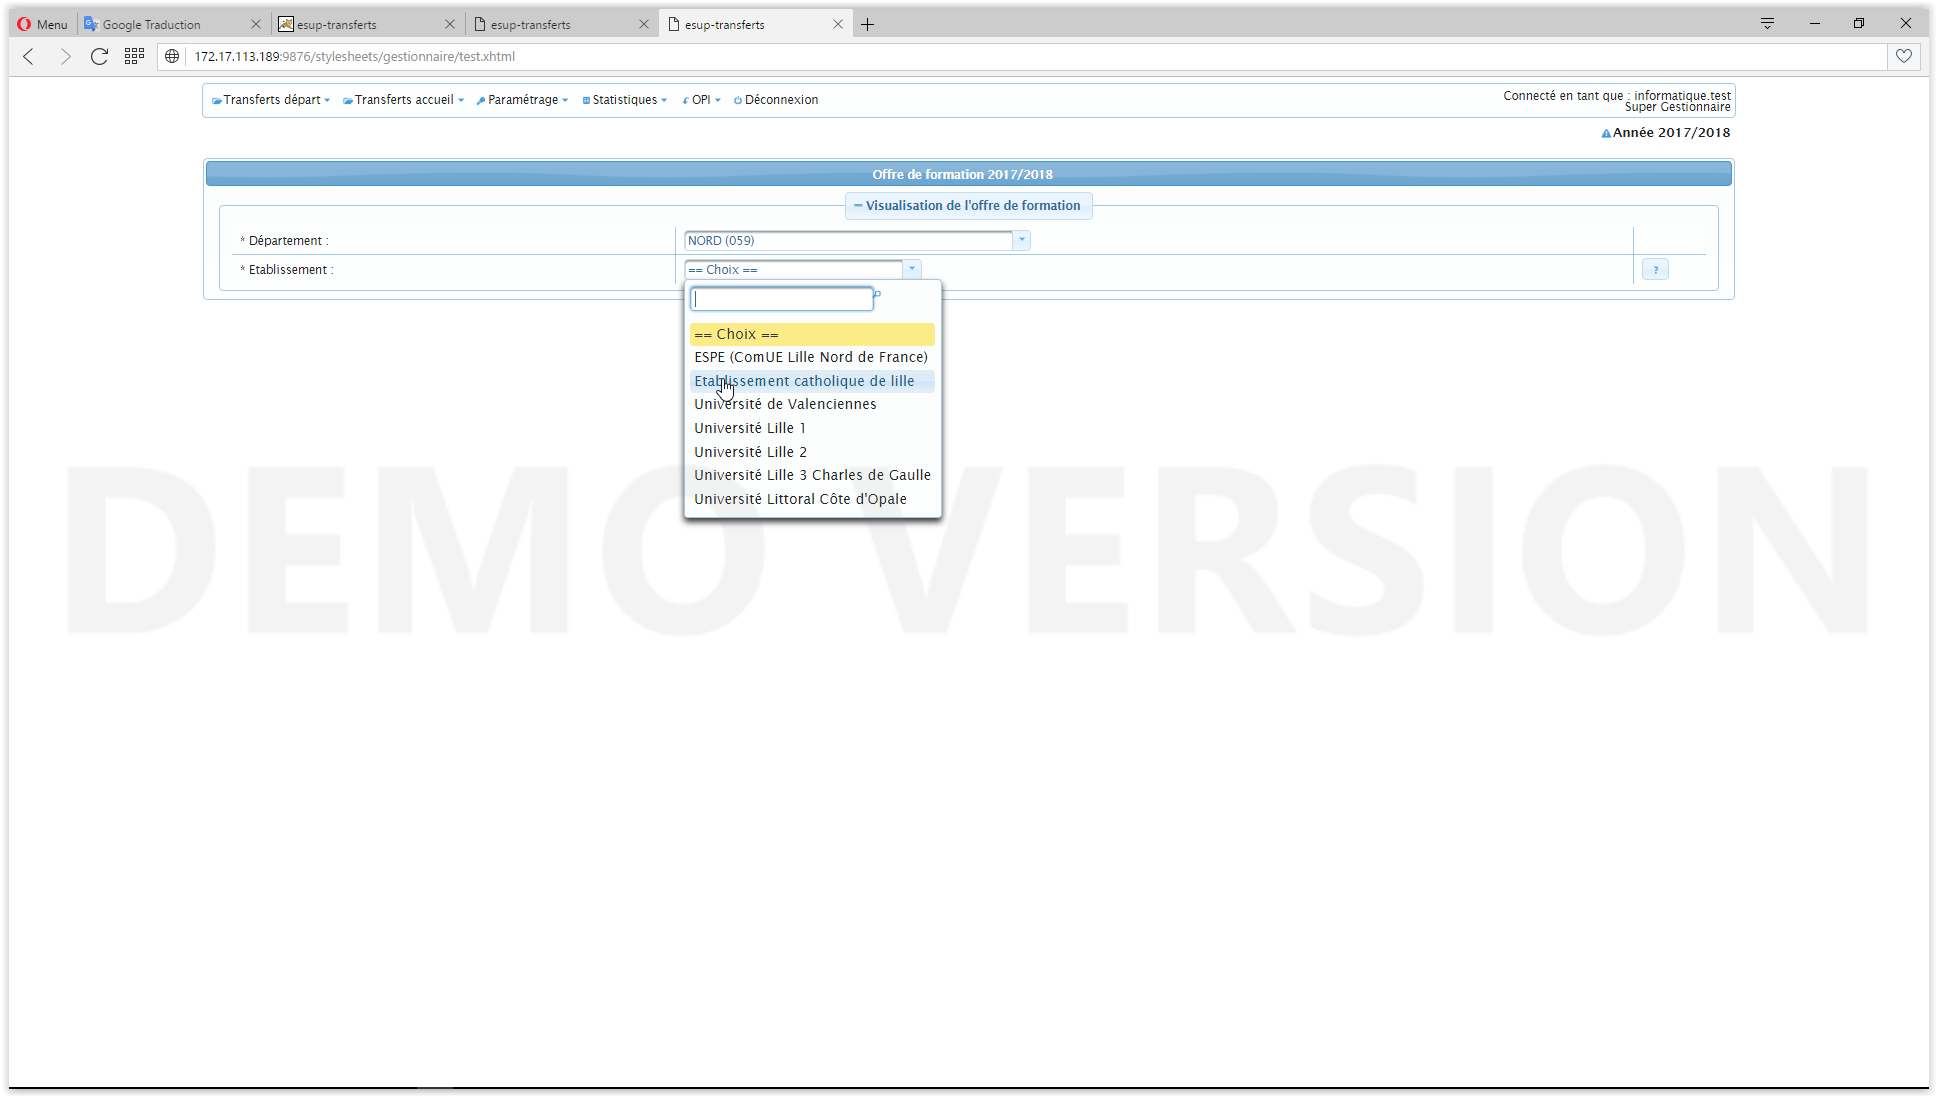 Menu
Google Traduction
esup-transferts
esup-transferts
esup-transferts
172.17.113.189:9876/stylesheets/gestionnaire/test.xhtml
Transferts départ
Transferts accueil
Paramétrage
Statistiques
OPI
Déconnexion
Connecté en tant que : informatique.test
Super Gestionnaire
Année 2017/2018
Offre de formation 2017/2018
Visualisation de l'offre de formation
* Département :
NORD (059)
* Etablissement :
== Choix ==
?
== Choix ==
ESPE (ComUE Lille Nord de France)
Etablissement catholique de lille
Université de Valenciennes
Université Lille 1
Université Lille 2
Université Lille 3 Charles de Gaulle
Université Littoral Côte d'Opale
DEMO VERSION